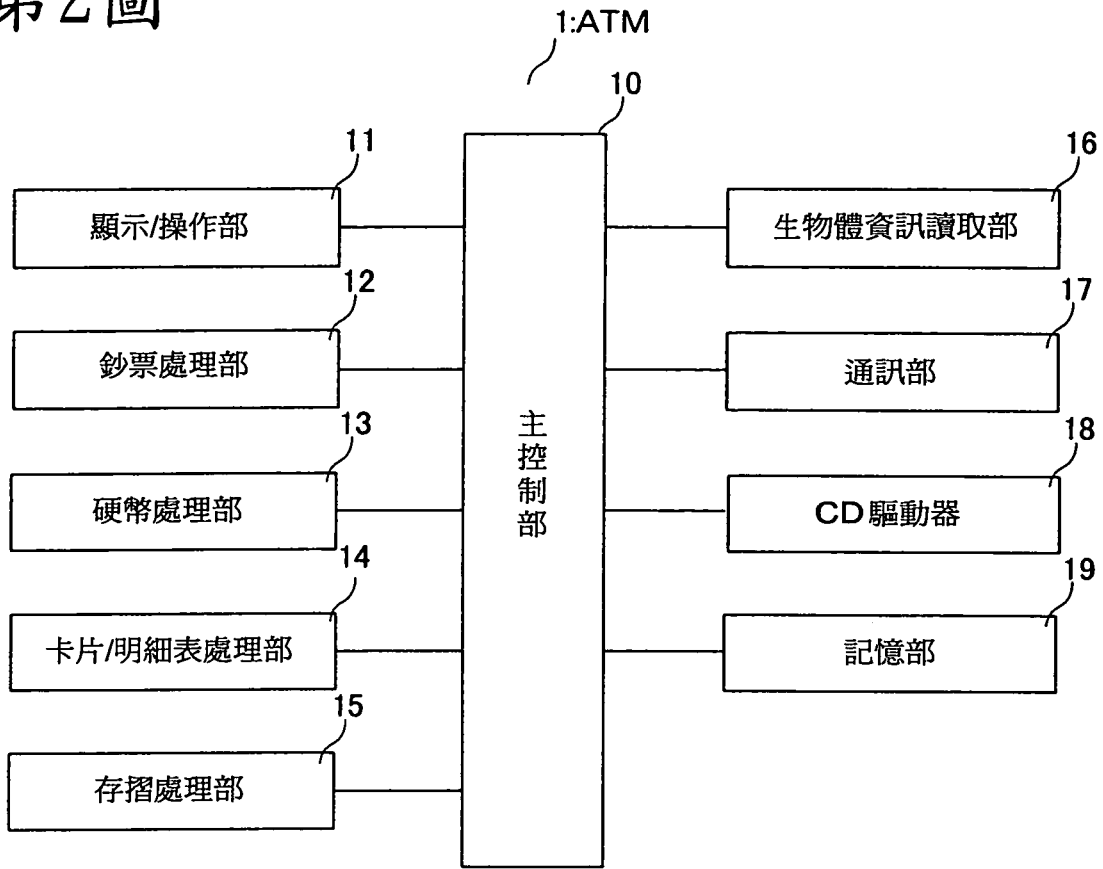 第2圖
1:ATM
10
11
顯示/操作部
12
鈔票處理部
13
硬幣處理部
14
卡片/明細表處理部
15
存摺處理部
主控制部
16
生物體資訊讀取部
17
通訊部
18
CD驅動器
19
記憶部